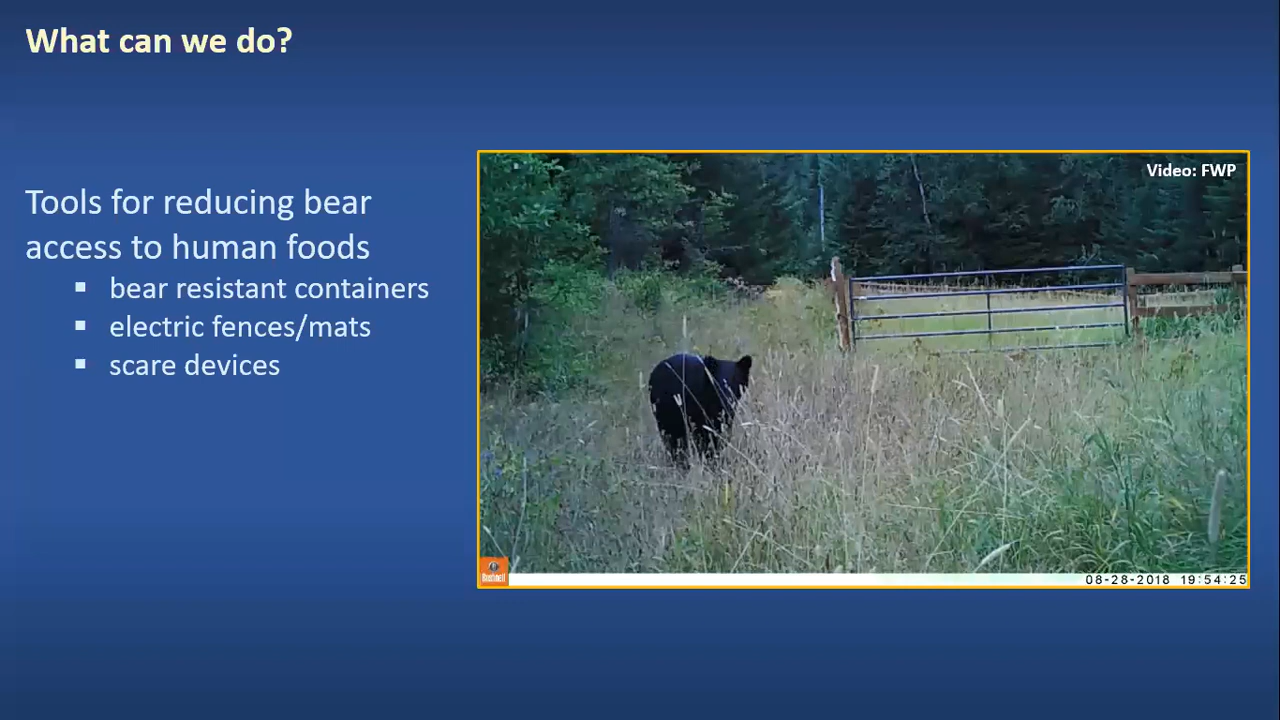 What can we do?
Tools for reducing bear
access to human foods
▪ bear resistant containers
▪ electric fences/mats
▪ scare devices
Video: FWP
Bushnell
08-28-2018 19:54:25